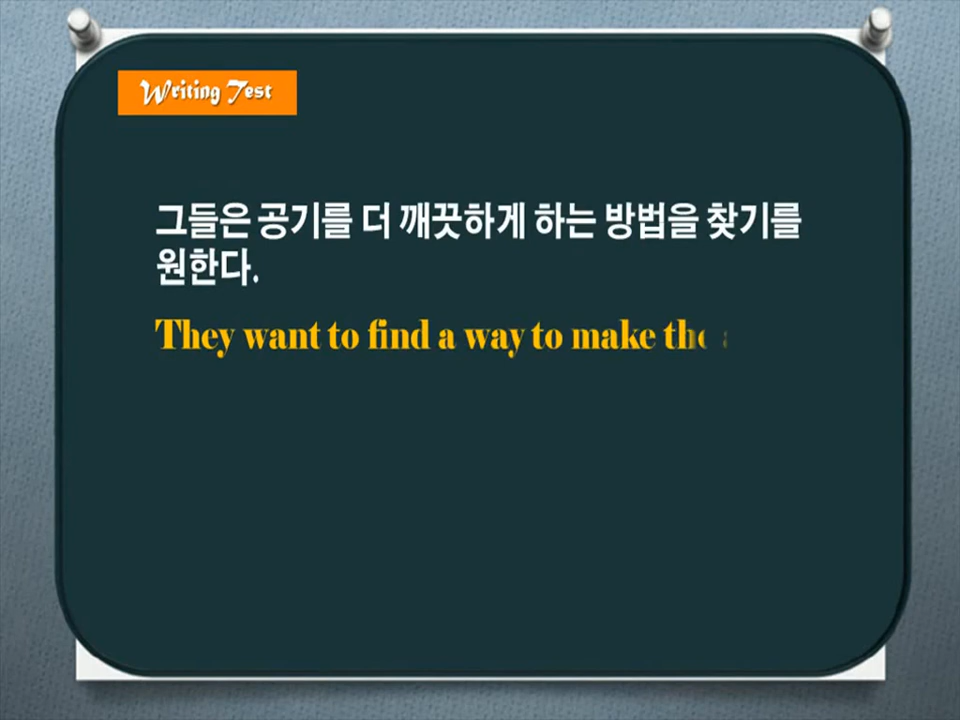 Writing Test
그들은 공기를 더 깨끗하게 하는 방법을 찾기를
원한다.
They want to find a way to make the